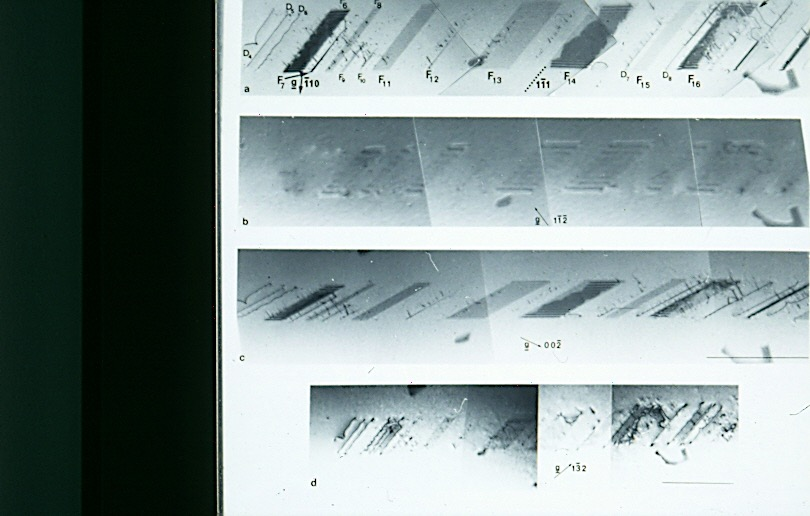 D5 D6 F6 F8
D4
F7 g 1̄10 F9 F10 F11 F12 F13 11̄1 F14 D7 F15 D8 F16
a
b g 11̄2̄
c g 002̄
g 13̄2
d